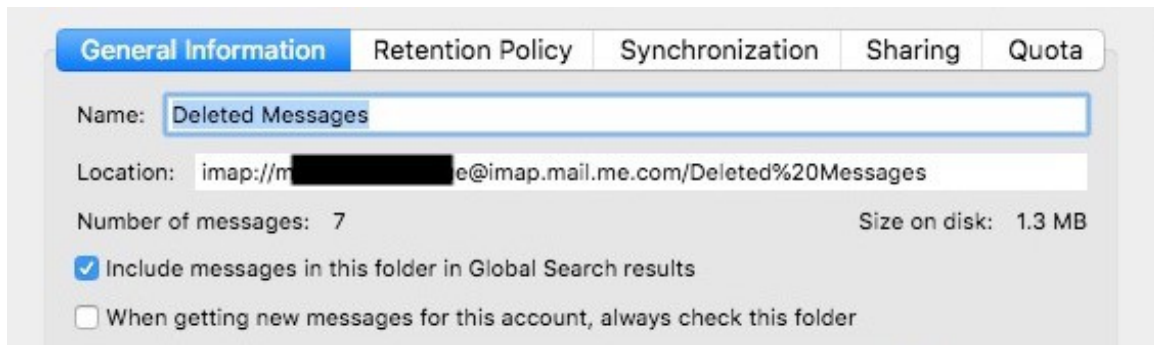 General Information Retention Policy Synchronization Sharing Quota
Name: Deleted Messages
Location: imap://m e@imap.mail.me.com/Deleted%20Messages
Number of messages: 7 Size on disk: 1.3 MB
Include messages in this folder in Global Search results
When getting new messages for this account, always check this folder